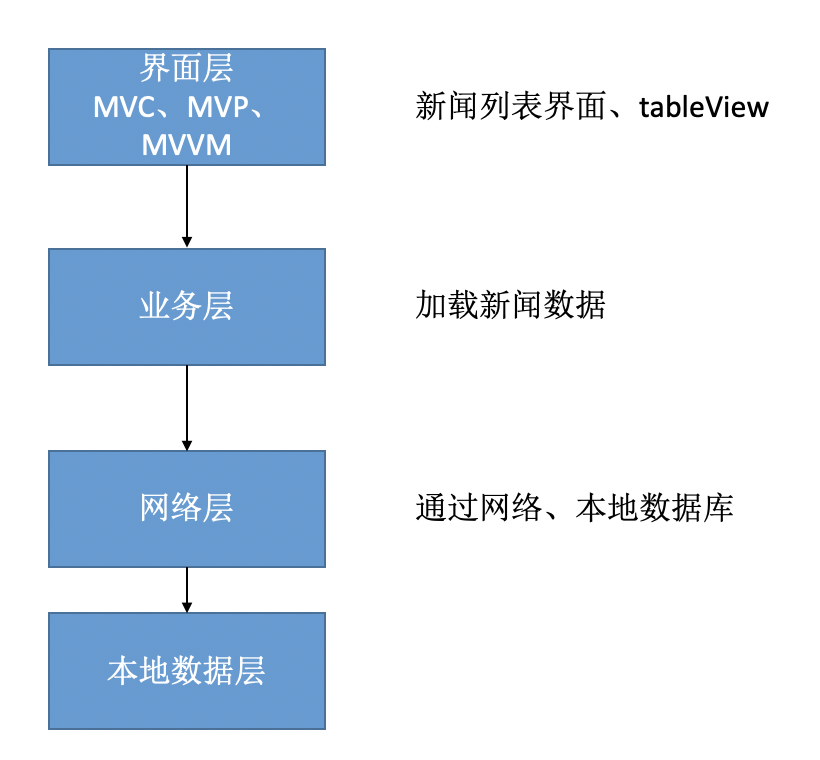 界面层
MVC、MVP、
MVVM
新闻列表界面、tableView
业务层
加载新闻数据
网络层
通过网络、本地数据库
本地数据层